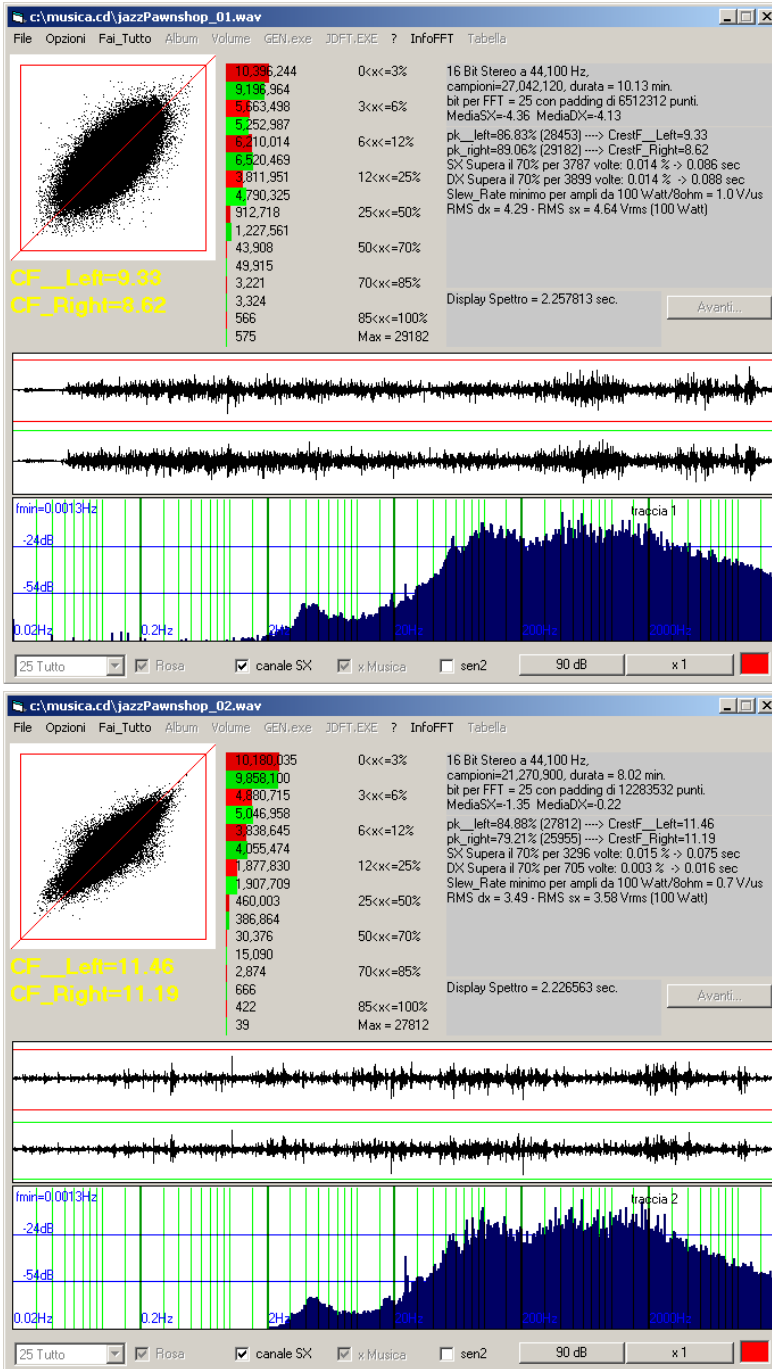 c:\musica.cd\jazzPawnshop_01.wav
File Opzioni Fai_Tutto Album Volume GEN.exe JDFT.EXE ? InfoFFT Tabella
10,396,244 0<x<=3%
9,196,964
5,663,498 3<x<=6%
5,252,987
6,210,014 6<x<=12%
6,520,469
3,811,951 12<x<=25%
4,790,325
912,718 25<x<=50%
1,227,561
43,908 50<x<=70%
49,915
3,221 70<x<=85%
3,324
566 85<x<=100%
575 Max = 29182
16 Bit Stereo a 44,100 Hz,
campioni=27,042,120, durata = 10.13 min.
bit per FFT = 25 con padding di 6512312 punti.
MediaSX=-4.36 MediaDX=-4.13
pk__left=86.83% (28453) ----> CrestF__Left=9.33
pk_right=89.06% (29182) ----> CrestF_Right=8.62
SX Supera il 70% per 3787 volte: 0.014 % -> 0.086 sec
DX Supera il 70% per 3899 volte: 0.014 % -> 0.088 sec
Slew_Rate minimo per ampli da 100 Watt/8ohm = 1.0 V/us
RMS dx = 4.29 - RMS sx = 4.64 Vrms (100 Watt)
CF__Left=9.33
CF_Right=8.62
Display Spettro = 2.257813 sec.
Avanti...
fmin=0.0013Hz
traccia 1
-24dB
-54dB
0.02Hz 0.2Hz 2Hz 20Hz 200Hz 2000Hz
25 Tutto Rosa canale SX x Musica sen2 90 dB x 1
c:\musica.cd\jazzPawnshop_02.wav
File Opzioni Fai_Tutto Album Volume GEN.exe JDFT.EXE ? InfoFFT Tabella
10,180,035 0<x<=3%
9,858,100
4,880,715 3<x<=6%
5,046,958
3,838,645 6<x<=12%
4,055,474
1,877,830 12<x<=25%
1,907,709
460,003 25<x<=50%
386,864
30,376 50<x<=70%
15,090
2,874 70<x<=85%
666
422 85<x<=100%
39 Max = 27812
16 Bit Stereo a 44,100 Hz,
campioni=21,270,900, durata = 8.02 min.
bit per FFT = 25 con padding di 12283532 punti.
MediaSX=-1.35 MediaDX=-0.22
pk__left=84.88% (27812) ----> CrestF__Left=11.46
pk_right=79.21% (25955) ----> CrestF_Right=11.19
SX Supera il 70% per 3296 volte: 0.015 % -> 0.075 sec
DX Supera il 70% per 705 volte: 0.003 % -> 0.016 sec
Slew_Rate minimo per ampli da 100 Watt/8ohm = 0.7 V/us
RMS dx = 3.49 - RMS sx = 3.58 Vrms (100 Watt)
CF__Left=11.46
CF_Right=11.19
Display Spettro = 2.226563 sec.
Avanti...
fmin=0.0013Hz
traccia 2
-24dB
-54dB
0.02Hz 0.2Hz 2Hz 20Hz 200Hz 2000Hz
25 Tutto Rosa canale SX x Musica sen2 90 dB x 1